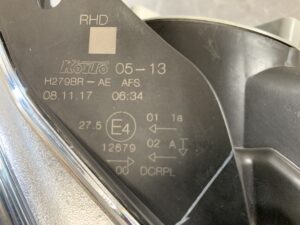 RHD
KOITO 05-13
H279BR-AE AFS
08.11.17 06:34
27.5 E4 01 1a
12679 02 A
00 DCRPL